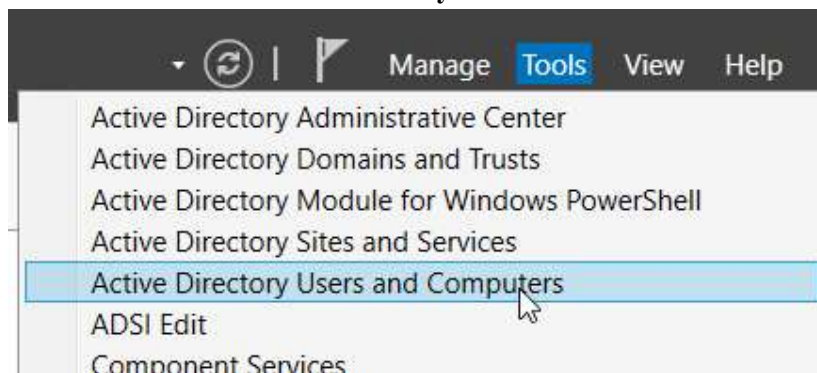 Manage Tools View Help
Active Directory Administrative Center
Active Directory Domains and Trusts
Active Directory Module for Windows PowerShell
Active Directory Sites and Services
Active Directory Users and Computers
ADSI Edit
Component Services